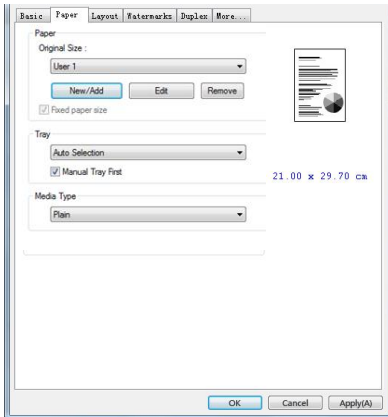 Basic Paper Layout Watermarks Duplex More...
Paper
Original Size :
User 1
New/Add Edit Remove
Fixed paper size
Tray
Auto Selection
Manual Tray First
21.00 x 29.70 cm
Media Type
Plain
OK Cancel Apply(A)